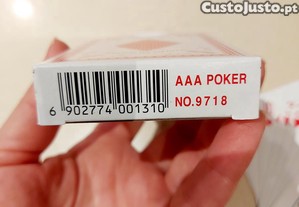 Custojusto.pt
AAA POKER
NO.9718
6 902774 001310